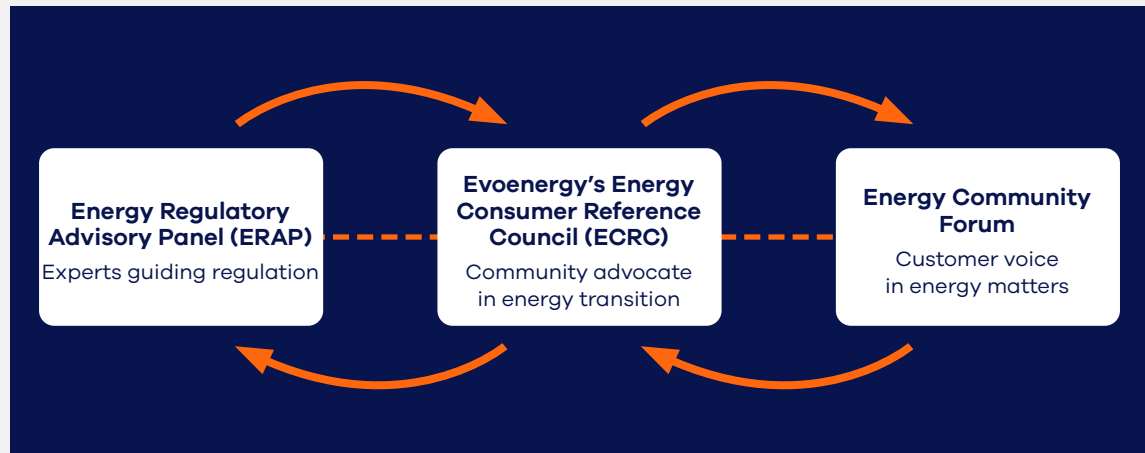 Energy Regulatory
Advisory Panel (ERAP)
Experts guiding regulation
Evoenergy’s Energy
Consumer Reference
Council (ECRC)
Community advocate
in energy transition
Energy Community
Forum
Customer voice
in energy matters